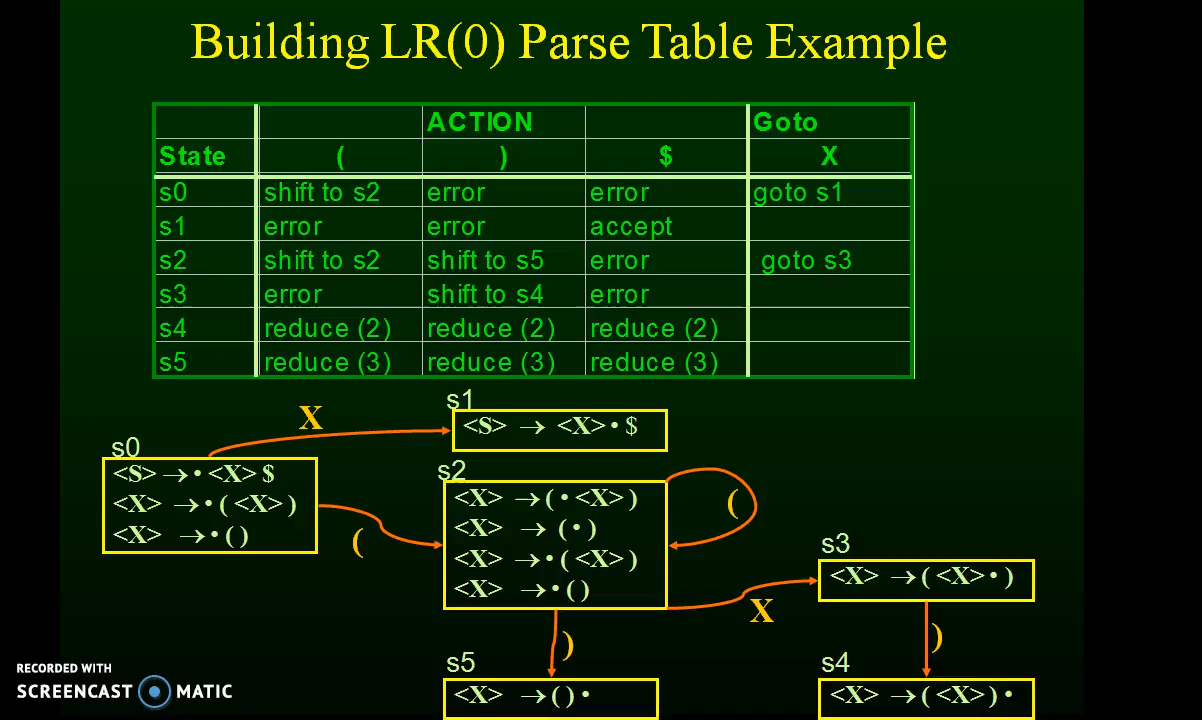 Building LR(0) Parse Table Example
ACTION Goto
State ( ) $ X
s0 shift to s2 error error goto s1
s1 error error accept
s2 shift to s2 shift to s5 error goto s3
s3 error shift to s4 error
s4 reduce (2) reduce (2) reduce (2)
s5 reduce (3) reduce (3) reduce (3)
X
s1
<S> → <X> • $
s0
<S> → • <X> $
<X> → • ( <X> )
<X> → • ( )
(
s2
<X> → ( • <X> )
<X> → ( • )
<X> → • ( <X> )
<X> → • ( )
(
X
s3
<X> → ( <X> • )
)
)
s5
<X> → ( ) •
s4
<X> → ( <X> ) •
RECORDED WITH
SCREENCAST MATIC